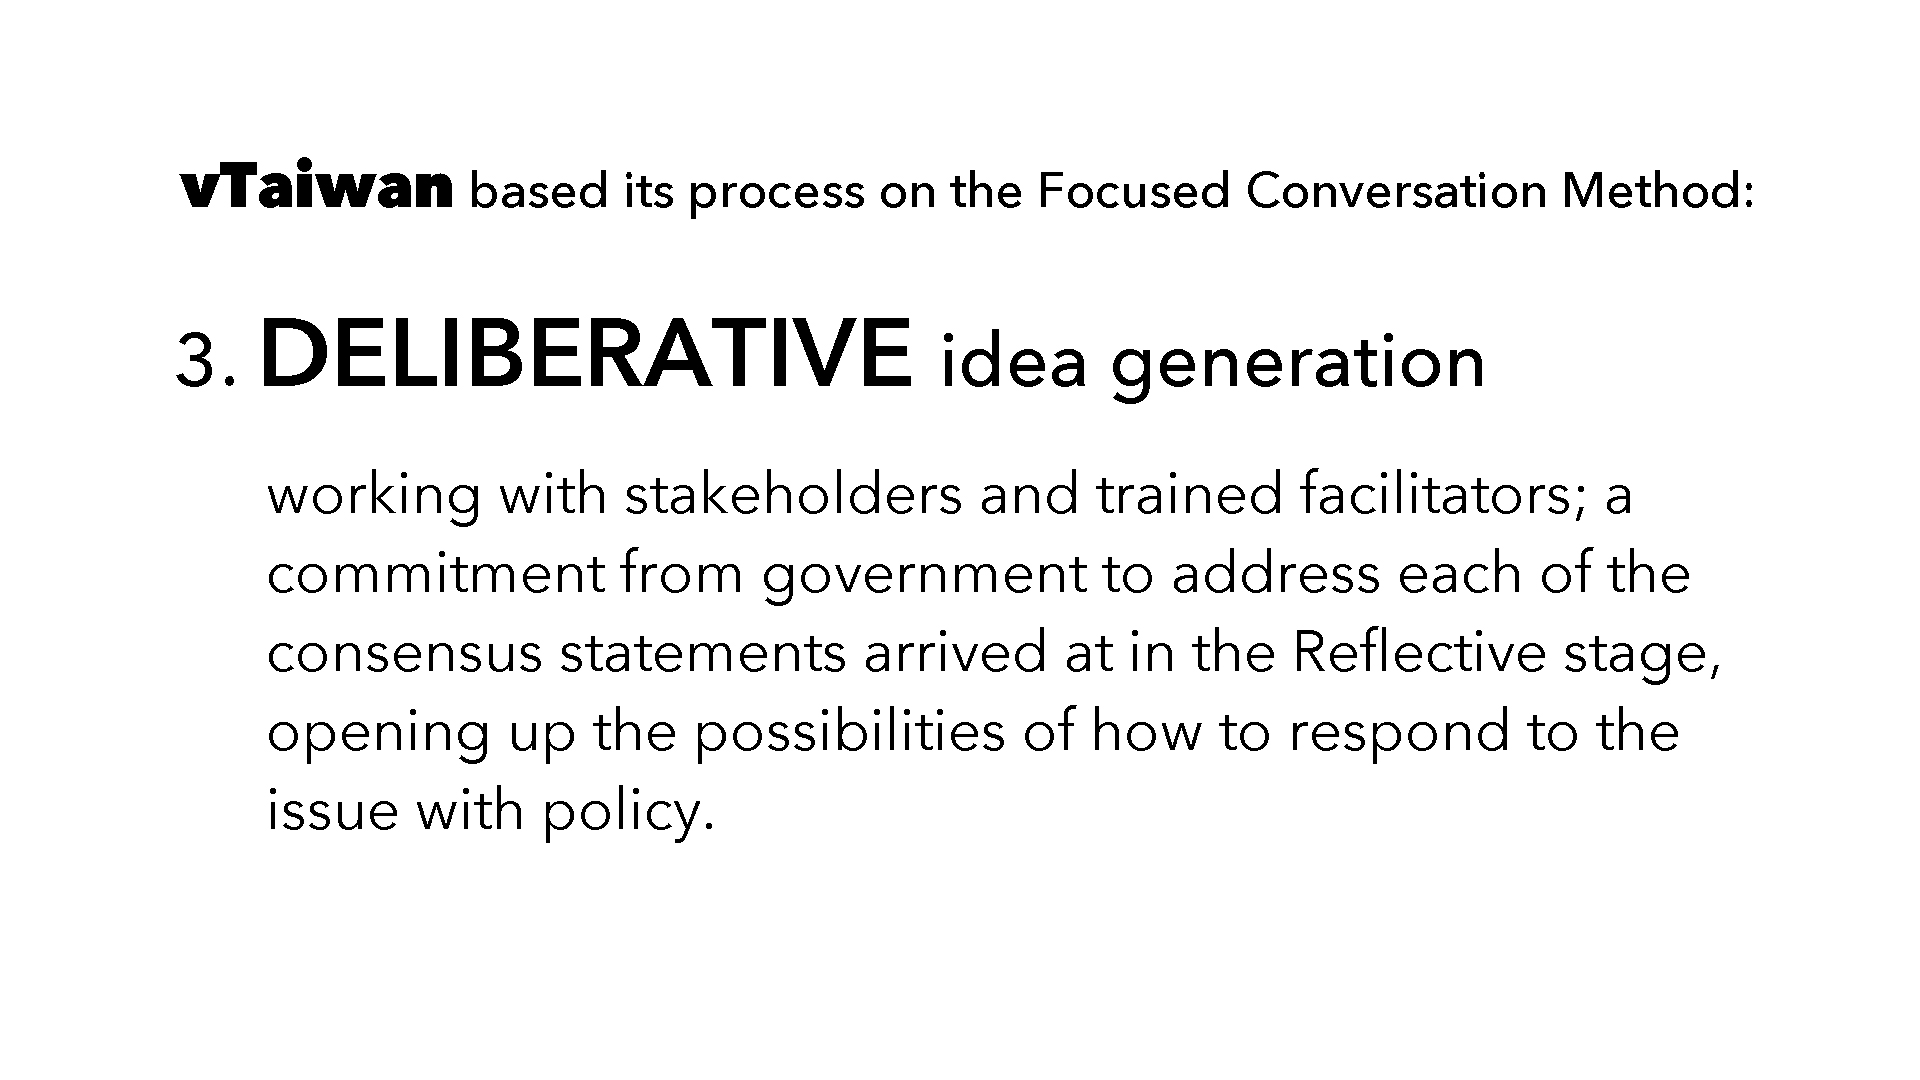 vTaiwan based its process on the Focused Conversation Method:
3. DELIBERATIVE idea generation
working with stakeholders and trained facilitators; a
commitment from government to address each of the
consensus statements arrived at in the Reflective stage,
opening up the possibilities of how to respond to the
issue with policy.